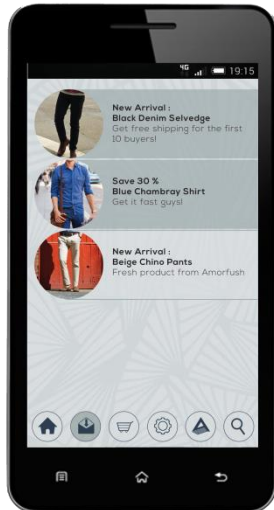 4G 19:15
New Arrival :
Black Denim Selvedge
Get free shipping for the first
10 buyers!
Save 30 %
Blue Chambray Shirt
Get it fast guys!
New Arrival :
Beige Chino Pants
Fresh product from Amorfush